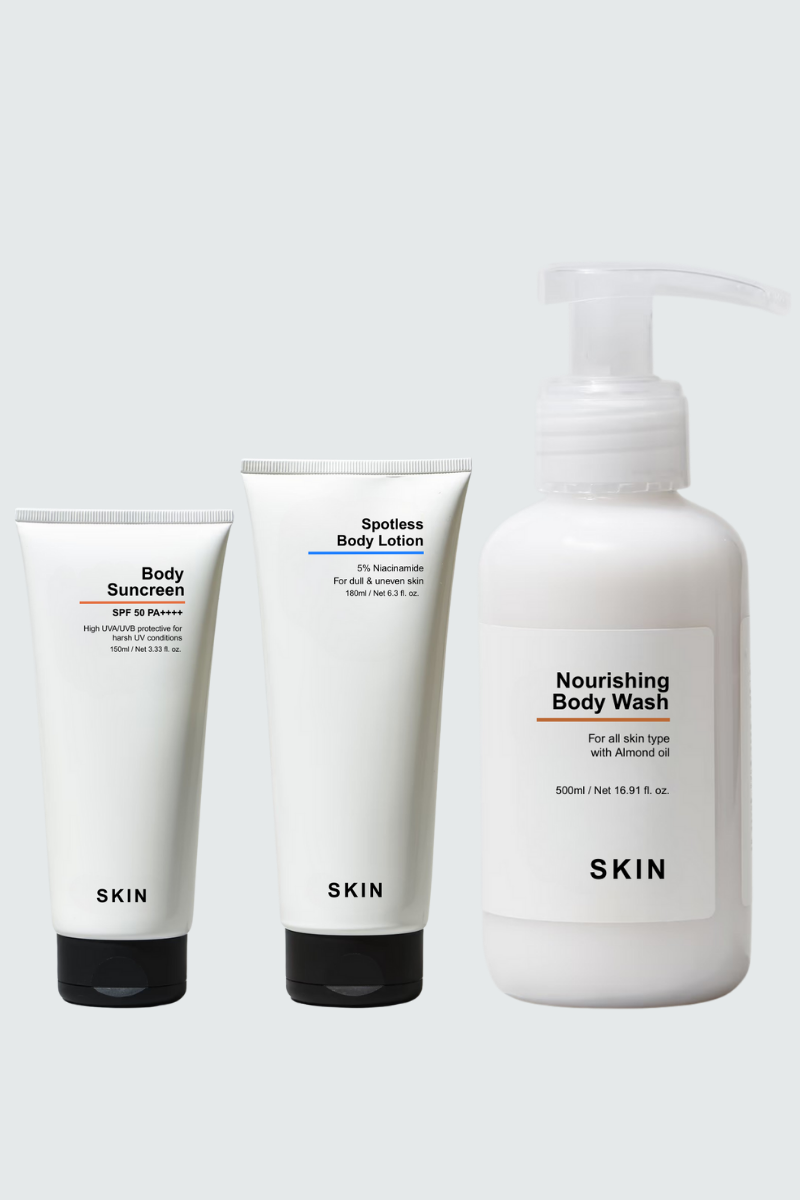 Body
Suncreen
SPF 50 PA++++
High UVA/UVB protective for
harsh UV conditions
150ml / Net 3.33 fl. oz.
SKIN
Spotless
Body Lotion
5% Niacinamide
For dull & uneven skin
180ml / Net 6.3 fl. oz.
SKIN
Nourishing
Body Wash
For all skin type
with Almond oil
500ml / Net 16.91 fl. oz.
SKIN